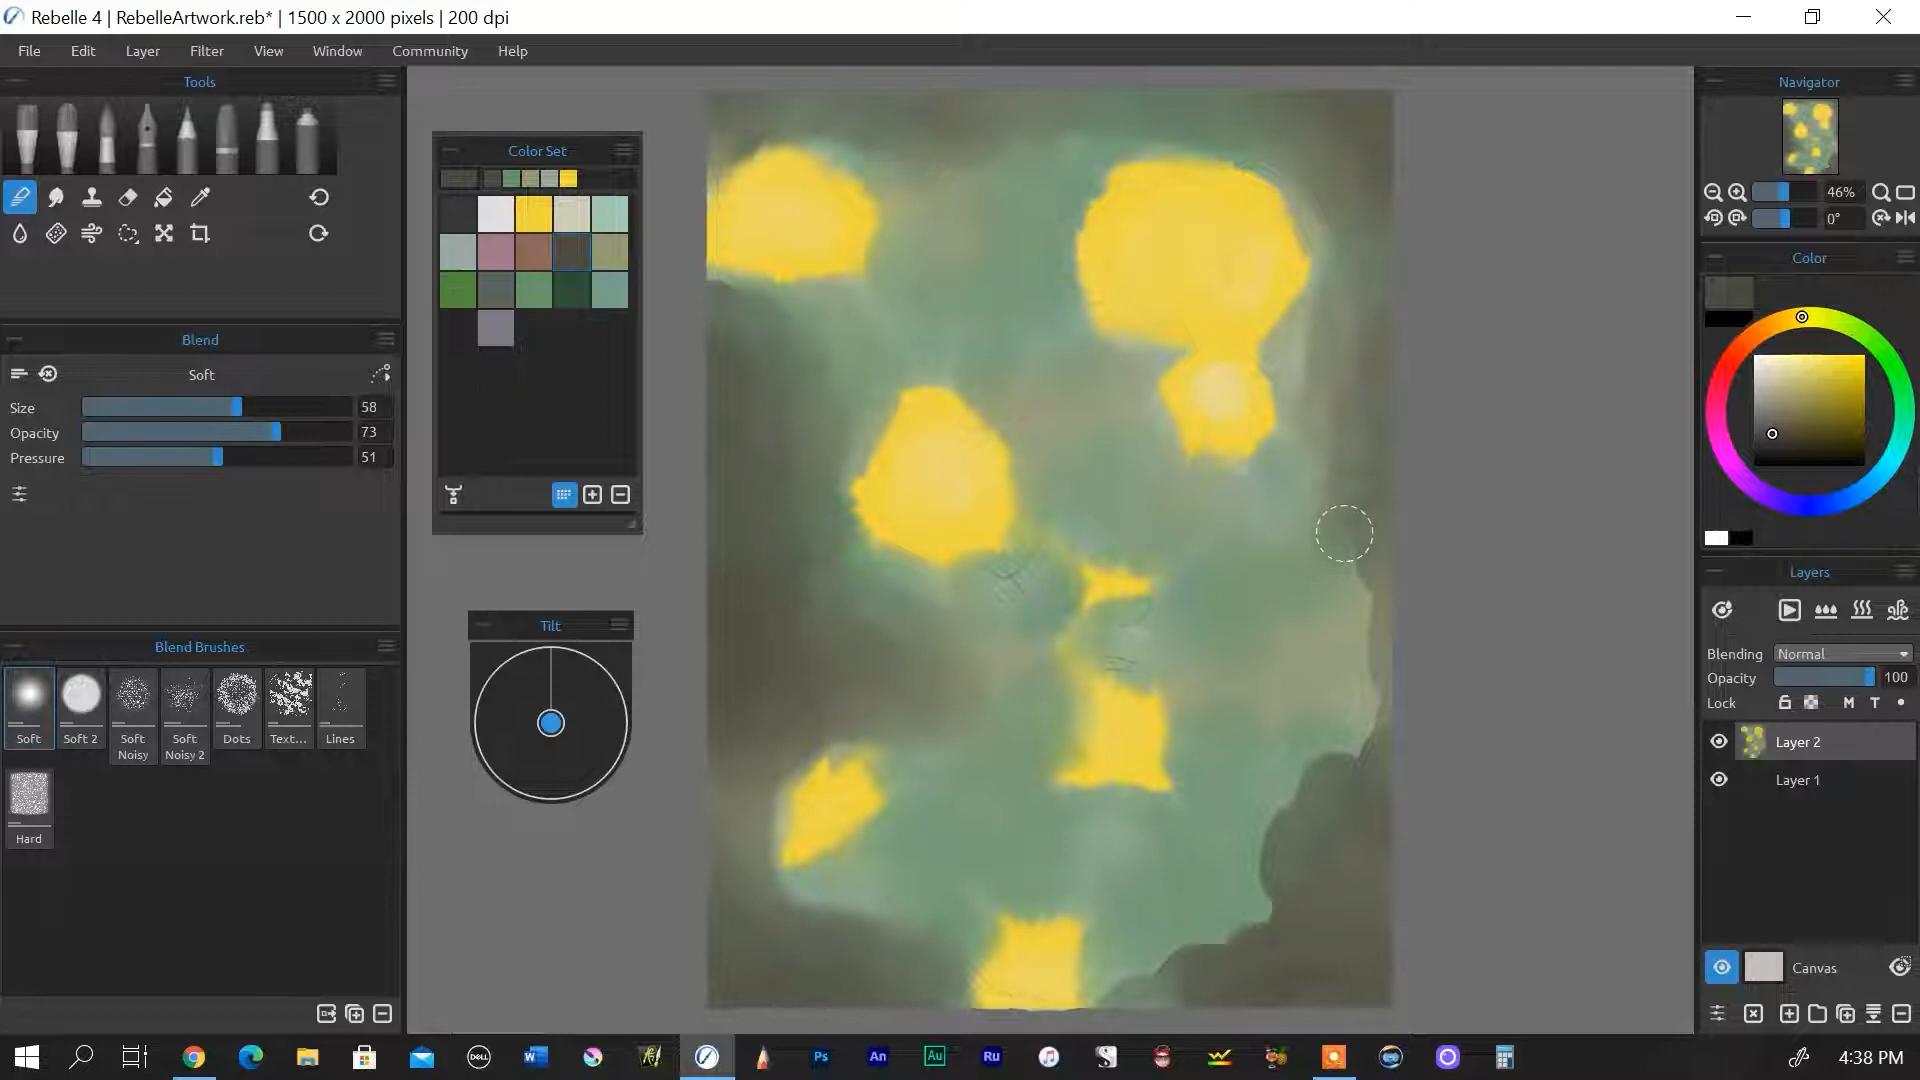 Rebelle 4 | RebelleArtwork.reb* | 1500 x 2000 pixels | 200 dpi
File Edit Layer Filter View Window Community Help
Tools
Color Set
Navigator
46%
0°
Color
Blend
Soft
Size 58
Opacity 73
Pressure 51
Tilt
Blend Brushes
Soft Soft 2 Soft Noisy Soft Noisy 2 Dots Text... Lines
Hard
Layers
Blending Normal
Opacity 100
Lock M T
Layer 2
Layer 1
Canvas
DELL W Ps An Au Ru S
4:38 PM